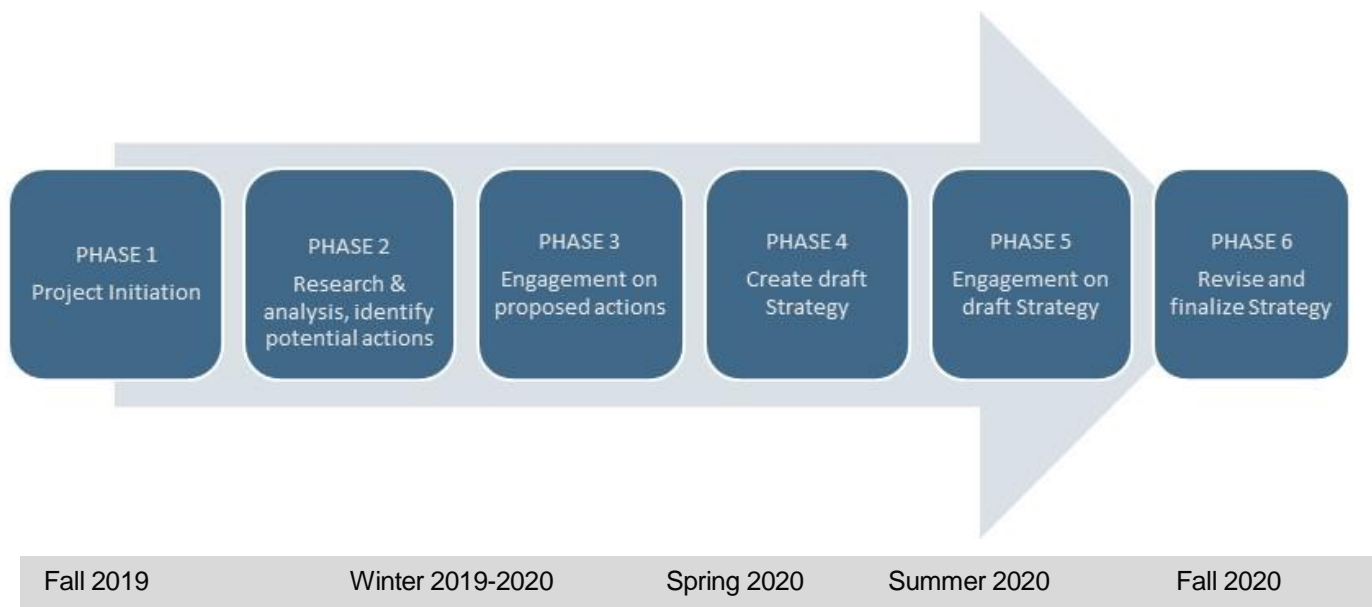 PHASE 1
Project Initiation
PHASE 2
Research &
analysis, identify
potential actions
PHASE 3
Engagement on
proposed actions
PHASE 4
Create draft
Strategy
PHASE 5
Engagement on
draft Strategy
PHASE 6
Revise and
finalize Strategy
Fall 2019 Winter 2019-2020 Spring 2020 Summer 2020 Fall 2020